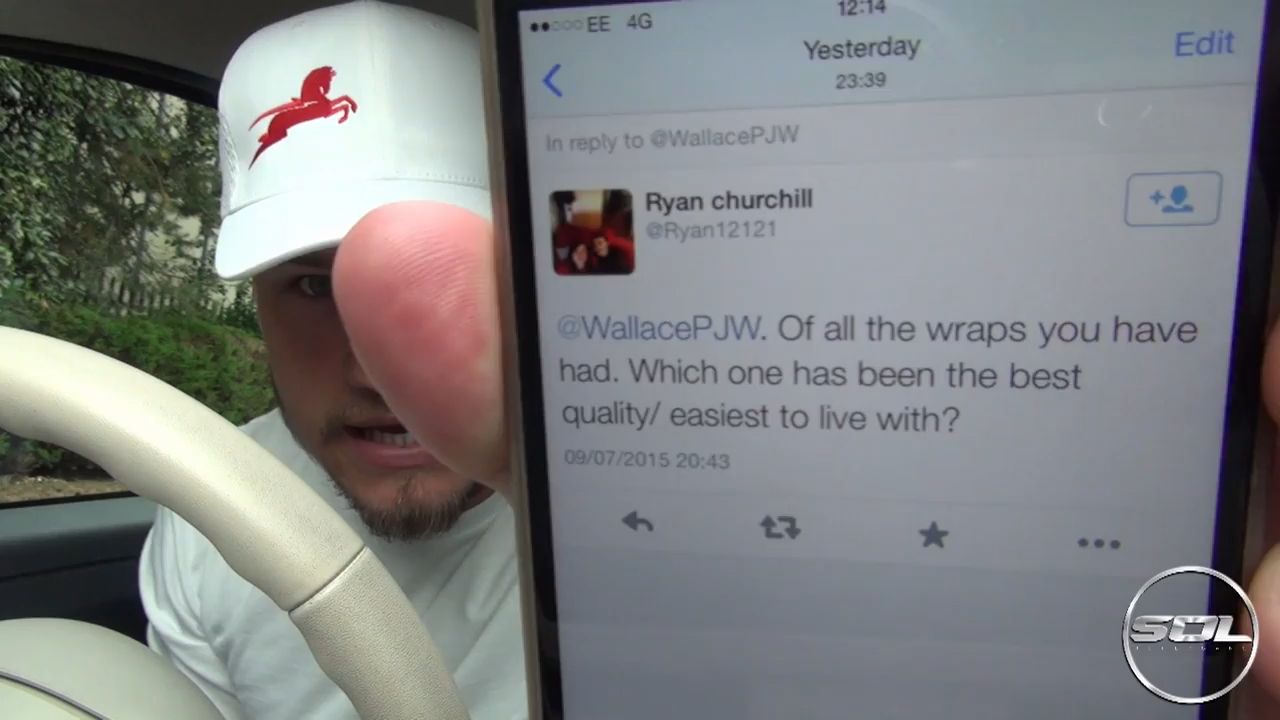 EE 4G 12:14
Yesterday
23:39
Edit
In reply to @WallacePJW
Ryan churchill
@Ryan12121
@WallacePJW. Of all the wraps you have
had. Which one has been the best
quality/ easiest to live with?
09/07/2015 20:43
SOL